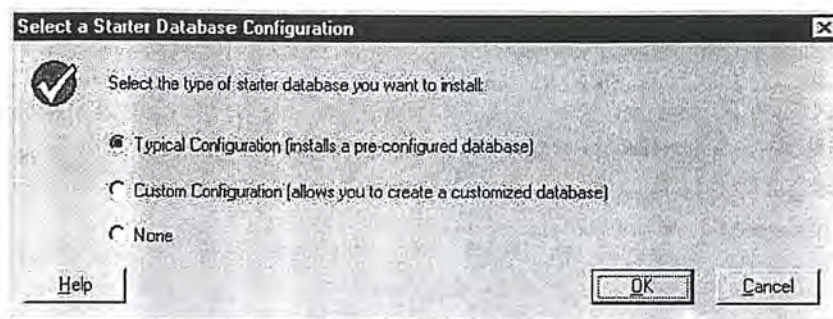 Select a Starter Database Configuration
Select the type of starter database you want to install:
Typical Configuration (installs a pre-configured database)
Custom Configuration (allows you to create a customized database)
None
Help
OK
Cancel